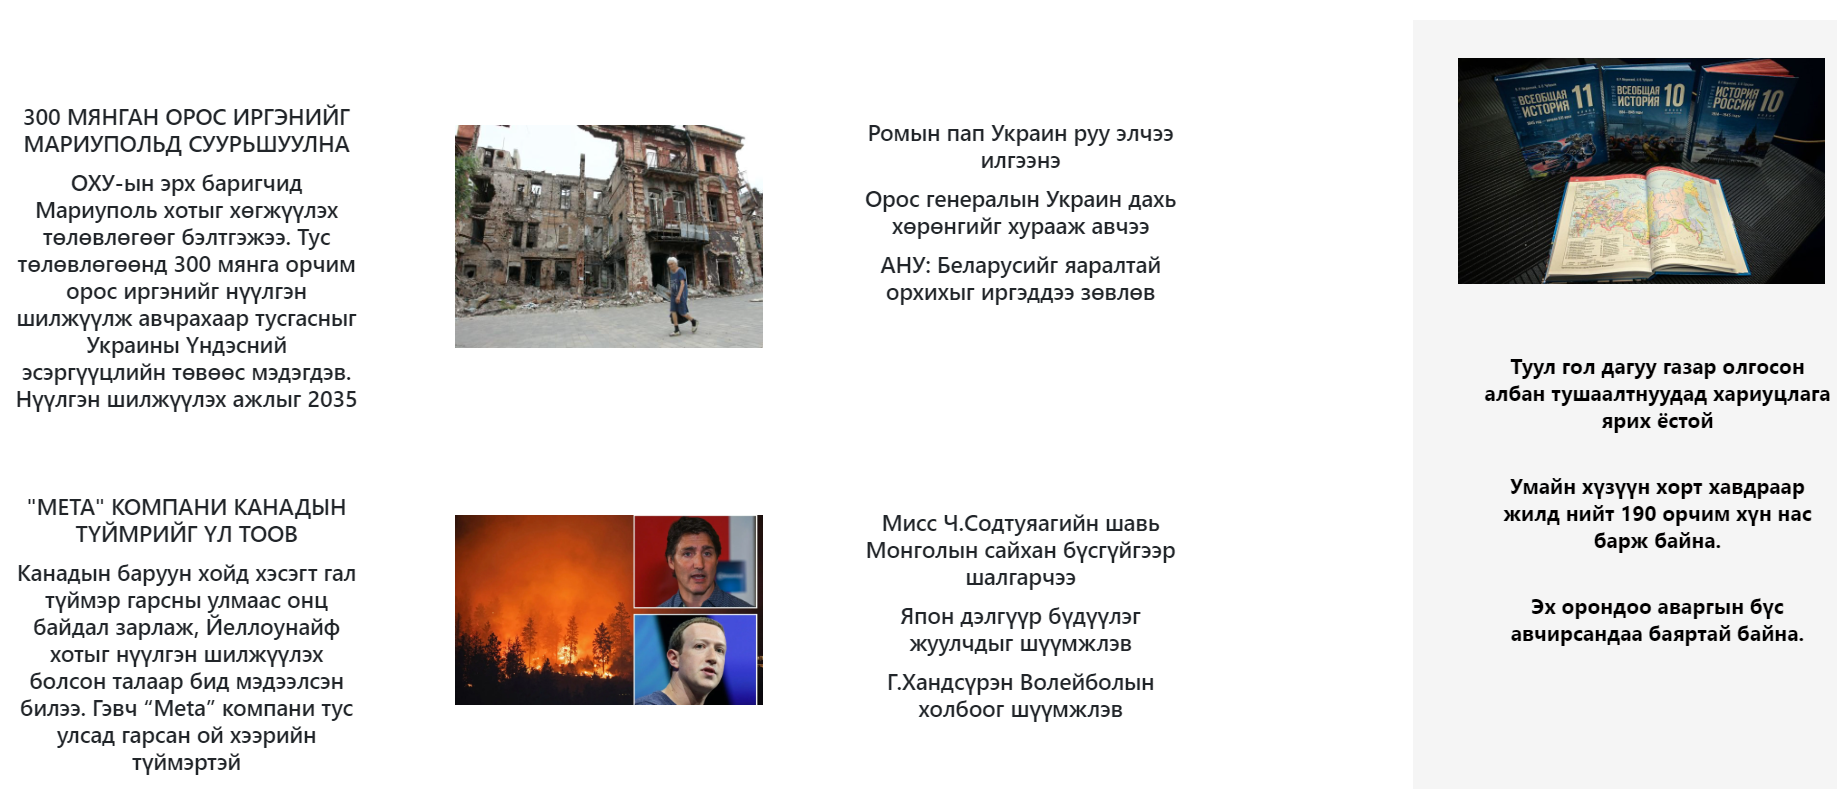 300 МЯНГАН ОРОС ИРГЭНИЙГ
МАРИУПОЛЬД СУУРЬШУУЛНА
ОХУ-ын эрх баригчид
Мариуполь хотыг хөгжүүлэх
төлөвлөгөөг бэлтгэжээ. Тус
төлөвлөгөөнд 300 мянга орчим
орос иргэнийг нүүлгэн
шилжүүлж авчрахаар тусгасныг
Украины Үндэсний
эсэргүүцлийн төвөөс мэдэгдэв.
Нүүлгэн шилжүүлэх ажлыг 2035
Ромын пап Украин руу элчээ
илгээнэ
Орос генералын Украин дахь
хөрөнгийг хурааж авчээ
АНУ: Беларусийг яаралтай
орхихыг иргэддээ зөвлөв
"МЕТА" КОМПАНИ КАНАДЫН
ТҮЙМРИЙГ ҮЛ ТООВ
Канадын баруун хойд хэсэгт гал
түймэр гарсны улмаас онц
байдал зарлаж, Йеллоунайф
хотыг нүүлгэн шилжүүлэх
болсон талаар бид мэдээлсэн
билээ. Гэвч “Meta” компани тус
улсад гарсан ой хээрийн
түймэртэй
Мисс Ч.Содтуяагийн шавь
Монголын сайхан бүсгүйгээр
шалгарчээ
Япон дэлгүүр бүдүүлэг
жуулчдыг шүүмжлэв
Г.Хандсүрэн Волейболын
холбоог шүүмжлэв
ВСЕОБЩАЯ 11
ИСТОРИЯ
ВСЕОБЩАЯ
ИСТОРИЯ 10
ИСТОРИЯ
РОССИИ 10
Туул гол дагуу газар олгосон
албан тушаалтнуудад хариуцлага
ярих ёстой
Умайн хүзүүн хорт хавдраар
жилд нийт 190 орчим хүн нас
барж байна.
Эх орондоо аваргын бүс
авчирсандаа баяртай байна.